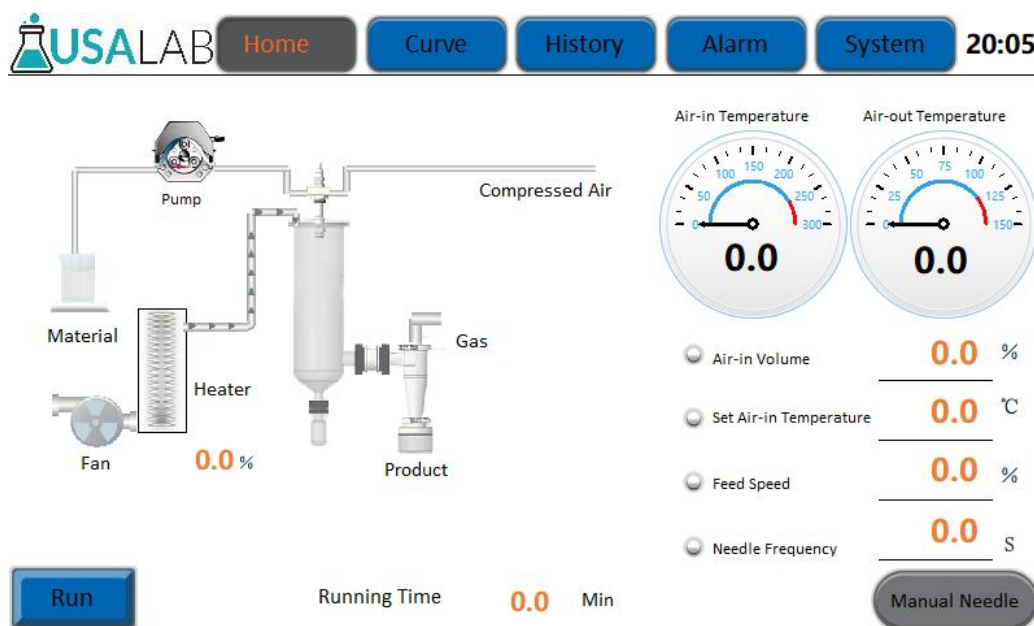 USALAB Home Curve History Alarm System 20:05
Air-in Temperature Air-out Temperature
0 50 100 150 200 250 300
0.0
0 25 50 75 100 125 150
0.0
Pump
Compressed Air
Material
Heater
Fan
0.0 %
Gas
Product
Air-in Volume 0.0 %
Set Air-in Temperature 0.0 ℃
Feed Speed 0.0 %
Needle Frequency 0.0 S
Run Running Time 0.0 Min Manual Needle